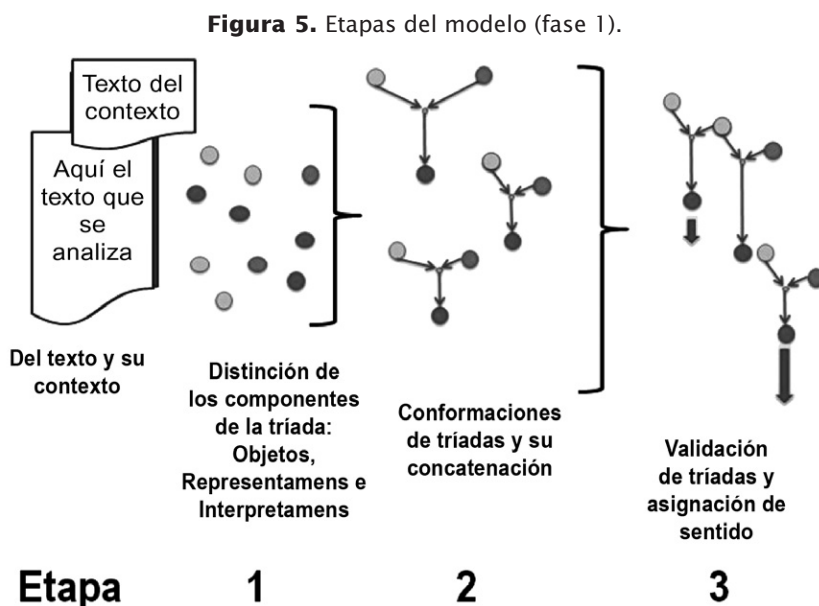 Figura 5. Etapas del modelo (fase 1).
Texto del
contexto
Aquí el
texto que
se
analiza
Del texto y su
contexto
Distinción de
los componentes
de la tríada:
Objetos,
Representamens e
Interpretamens
Conformaciones
de tríadas y su
concatenación
Validación
de tríadas y
asignación de
sentido
Etapa 1 2 3